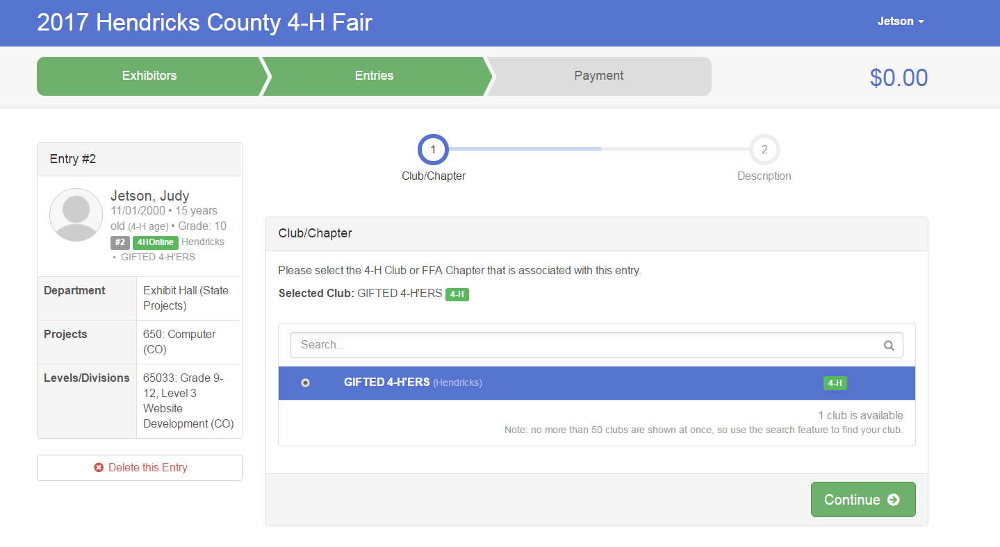 2017 Hendricks County 4-H Fair
Jetson
Exhibitors
Entries
Payment
$0.00
Entry #2
Jetson, Judy
11/01/2000 • 15 years
old (4-H age) • Grade: 10
#2 4HOnline Hendricks
• GIFTED 4-H'ERS
Department
Exhibit Hall (State
Projects)
Projects
650: Computer
(CO)
Levels/Divisions
65033: Grade 9-
12, Level 3
Website
Development (CO)
Delete this Entry
1
2
Club/Chapter
Description
Club/Chapter
Please select the 4-H Club or FFA Chapter that is associated with this entry.
Selected Club: GIFTED 4-H'ERS 4-H
Search...
GIFTED 4-H'ERS (Hendricks)
4-H
1 club is available
Note: no more than 50 clubs are shown at once, so use the search feature to find your club.
Continue